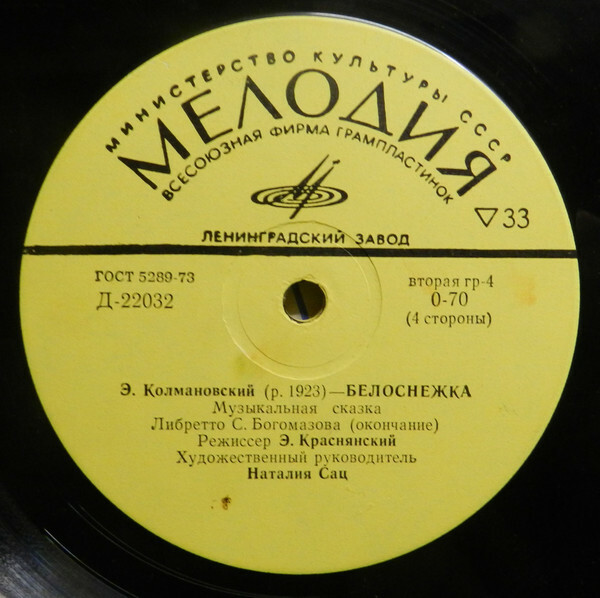 МИНИСТЕРСТВО КУЛЬТУРЫ СССР
МЕЛОДИЯ
ВСЕСОЮЗНАЯ ФИРМА ГРАМПЛАСТИНОК
▽33
ЛЕНИНГРАДСКИЙ ЗАВОД
ГОСТ 5289-73
Д-22032
вторая гр-4
0-70
(4 стороны)
Э. Колмановский (р. 1923)—БЕЛОСНЕЖКА
Музыкальная сказка
Либретто С. Богомазова (окончание)
Режиссер Э. Краснянский
Художественный руководитель
Наталия Сац